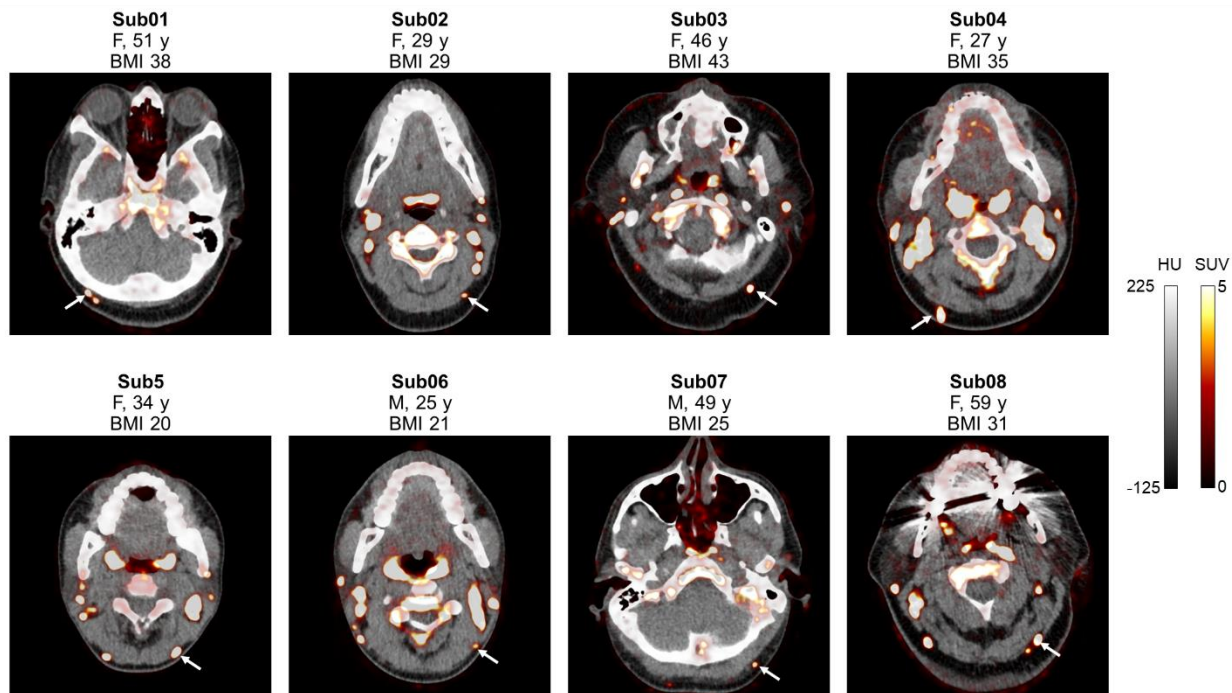 Sub01
F, 51 y
BMI 38
Sub02
F, 29 y
BMI 29
Sub03
F, 46 y
BMI 43
Sub04
F, 27 y
BMI 35
HU
SUV
225
5
-125
0
Sub5
F, 34 y
BMI 20
Sub06
M, 25 y
BMI 21
Sub07
M, 49 y
BMI 25
Sub08
F, 59 y
BMI 31